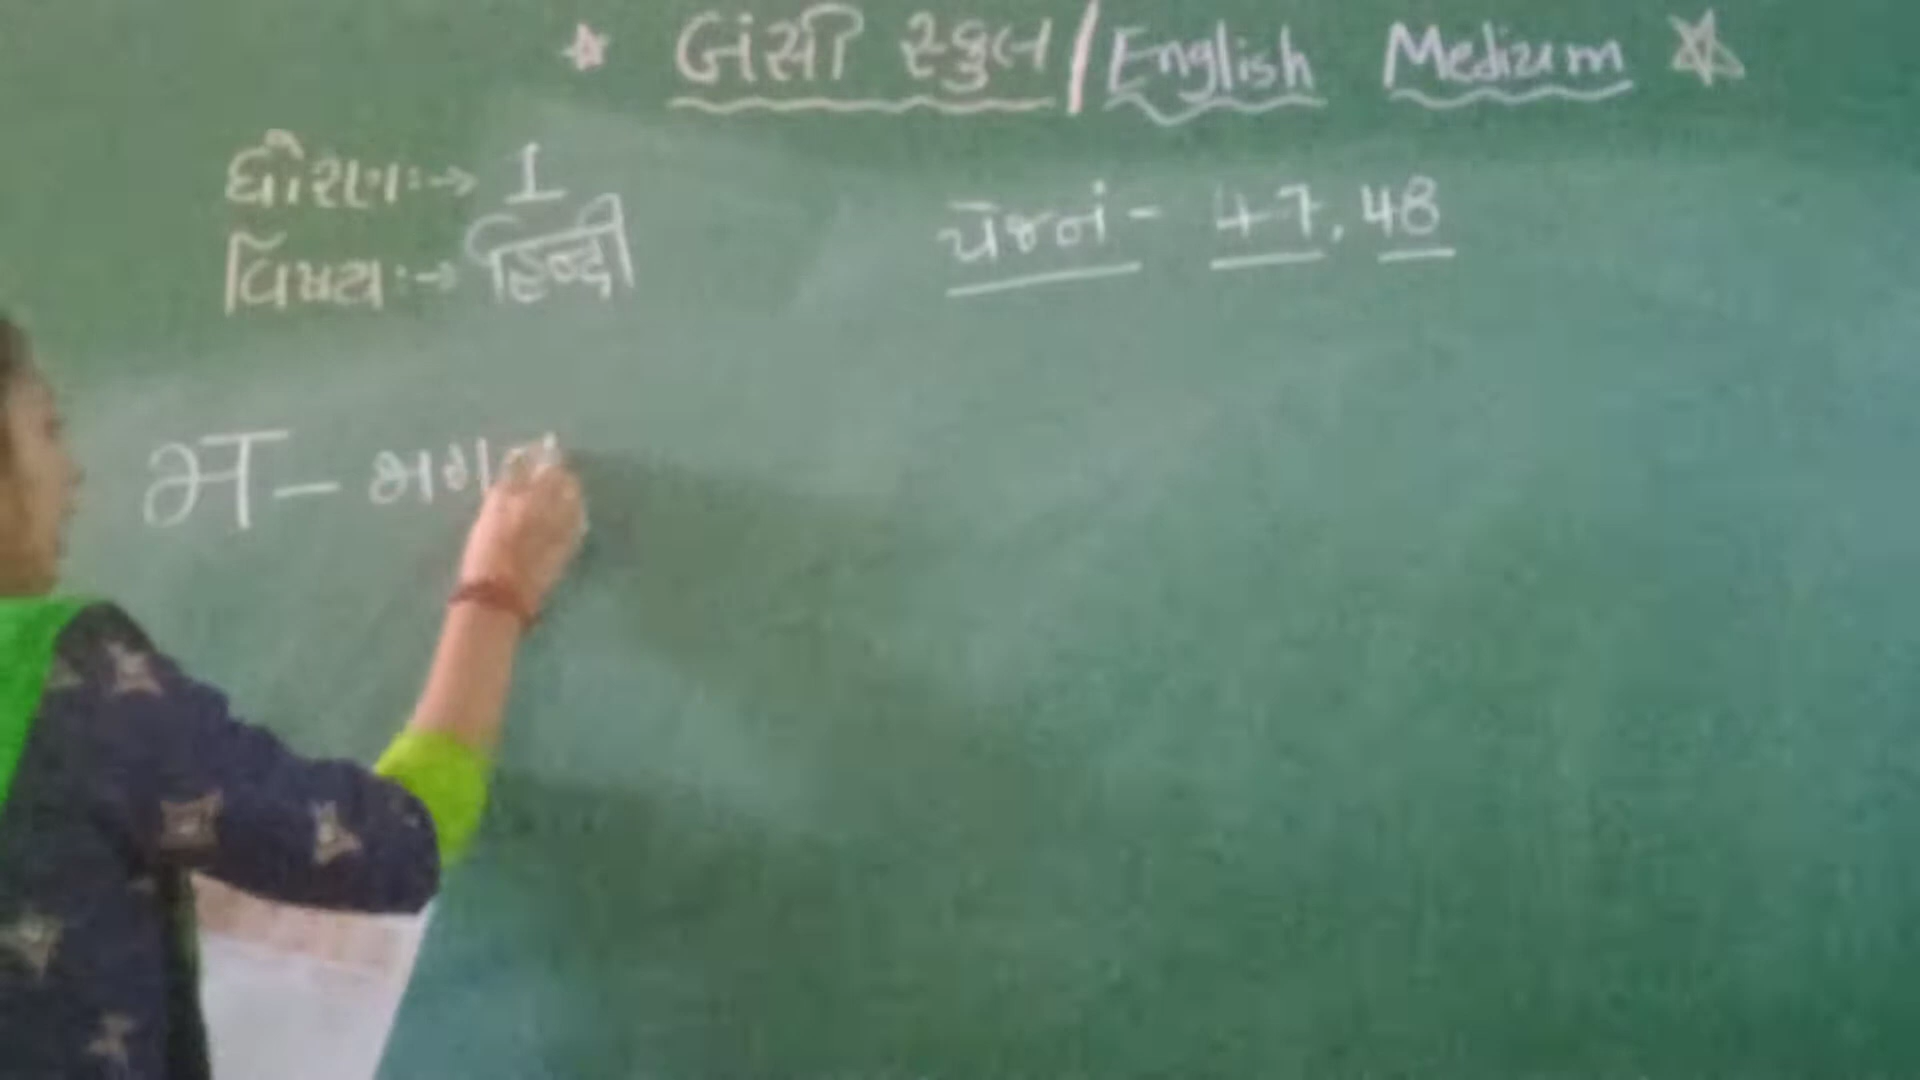 બંસી સ્કુલ / English Medium
ધોરણ :→ 1
વિષય :→ हिन्दी
પેજનં - 47, 48
भ -